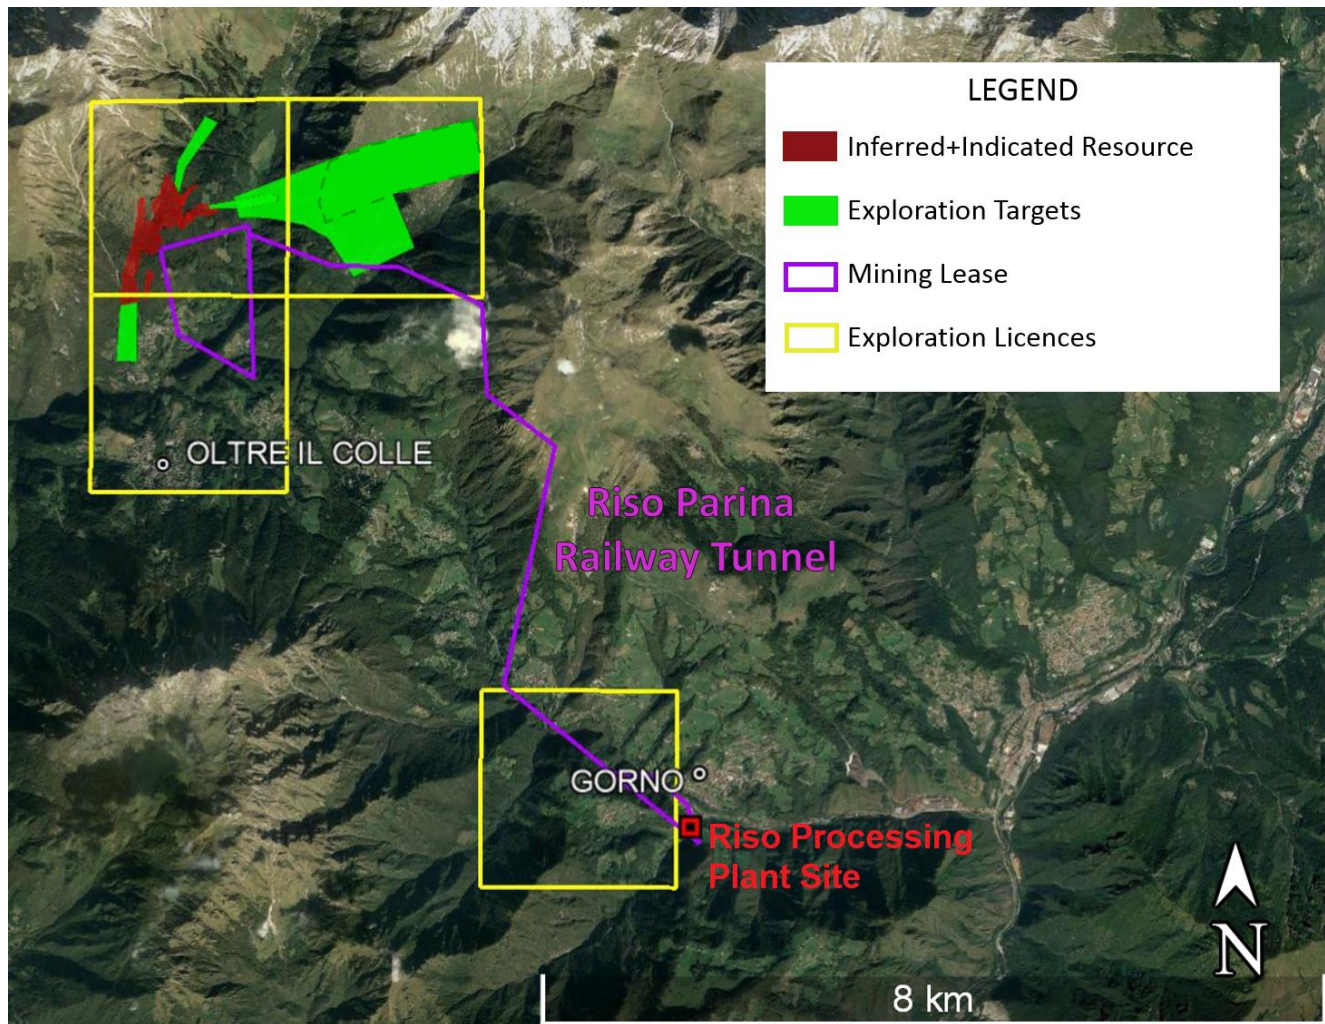 LEGEND
Inferred+Indicated Resource
Exploration Targets
Mining Lease
Exploration Licences
OLTRE IL COLLE
Riso Parina
Railway Tunnel
GORNO
Riso Processing
Plant Site
N
8 km